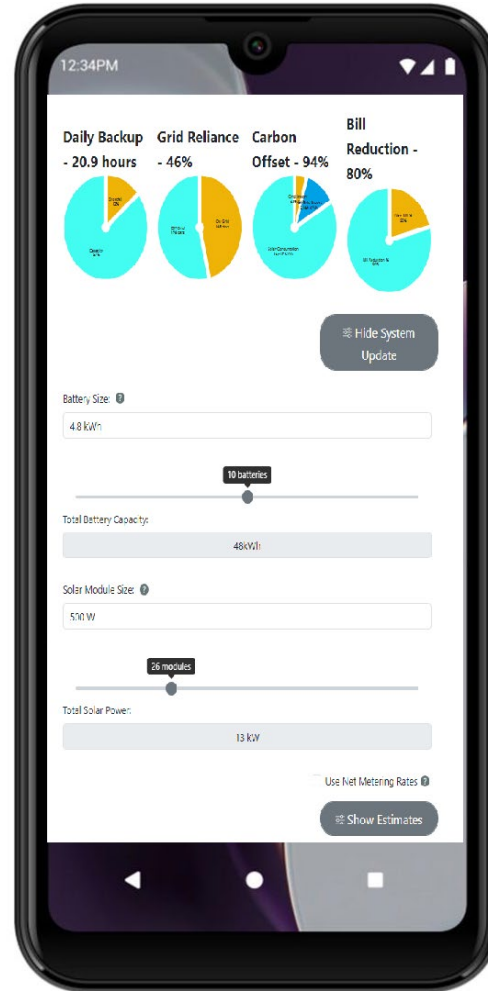 12:34PM
Daily Backup
- 20.9 hours
Grid Reliance
- 46%
Carbon
Offset - 94%
Bill
Reduction -
80%
Hide System
Update
Battery Size:
4.8 kWh
10 batteries
Total Battery Capacity:
48kWh
Solar Module Size:
500 W
26 modules
Total Solar Power:
13 kW
Use Net Metering Rates
Show Estimates